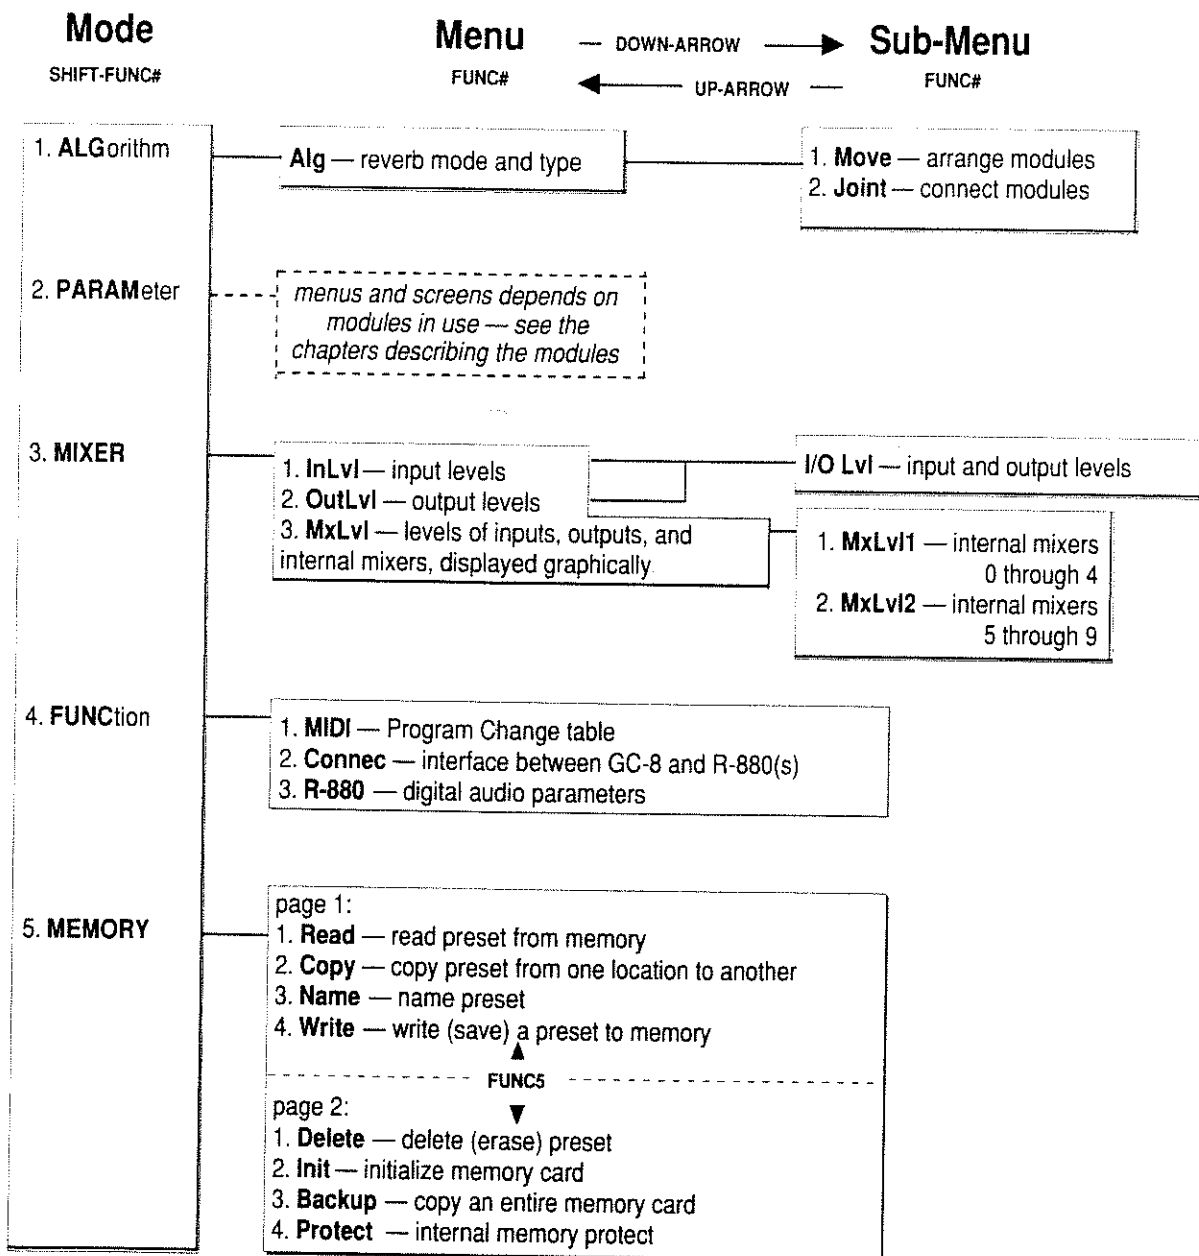 Mode
SHIFT-FUNC#
Menu
FUNC#
— DOWN-ARROW
UP-ARROW —
Sub-Menu
FUNC#
1. ALGorithm
Alg — reverb mode and type
1. Move — arrange modules
2. Joint — connect modules
2. PARAMeter
menus and screens depends on
modules in use — see the
chapters describing the modules
3. MIXER
1. InLvl — input levels
2. OutLvl — output levels
3. MxLvl — levels of inputs, outputs, and
internal mixers, displayed graphically
I/O Lvl — input and output levels
1. MxLvl1 — internal mixers
0 through 4
2. MxLvl2 — internal mixers
5 through 9
4. FUNCtion
1. MIDI — Program Change table
2. Connec — interface between GC-8 and R-880(s)
3. R-880 — digital audio parameters
5. MEMORY
page 1:
1. Read — read preset from memory
2. Copy — copy preset from one location to another
3. Name — name preset
4. Write — write (save) a preset to memory
FUNC5
page 2:
1. Delete — delete (erase) preset
2. Init — initialize memory card
3. Backup — copy an entire memory card
4. Protect — internal memory protect